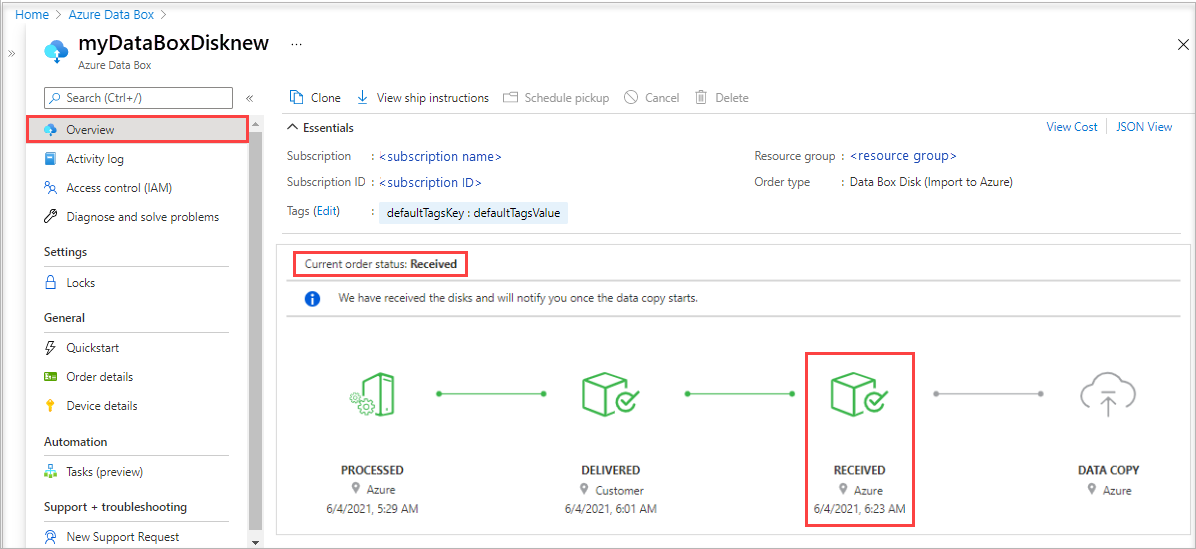 Home > Azure Data Box >
myDataBoxDisknew ...
Azure Data Box
Search (Ctrl+/)
Overview
Activity log
Access control (IAM)
Diagnose and solve problems
Settings
Locks
General
Quickstart
Order details
Device details
Automation
Tasks (preview)
Support + troubleshooting
New Support Request
Clone View ship instructions Schedule pickup Cancel Delete
Essentials View Cost JSON View
Subscription : <subscription name> Resource group : <resource group>
Subscription ID : <subscription ID> Order type : Data Box Disk (Import to Azure)
Tags (Edit) : defaultTagsKey : defaultTagsValue
Current order status: Received
We have received the disks and will notify you once the data copy starts.
PROCESSED DELIVERED RECEIVED DATA COPY
Azure Customer Azure Azure
6/4/2021, 5:29 AM 6/4/2021, 6:01 AM 6/4/2021, 6:23 AM